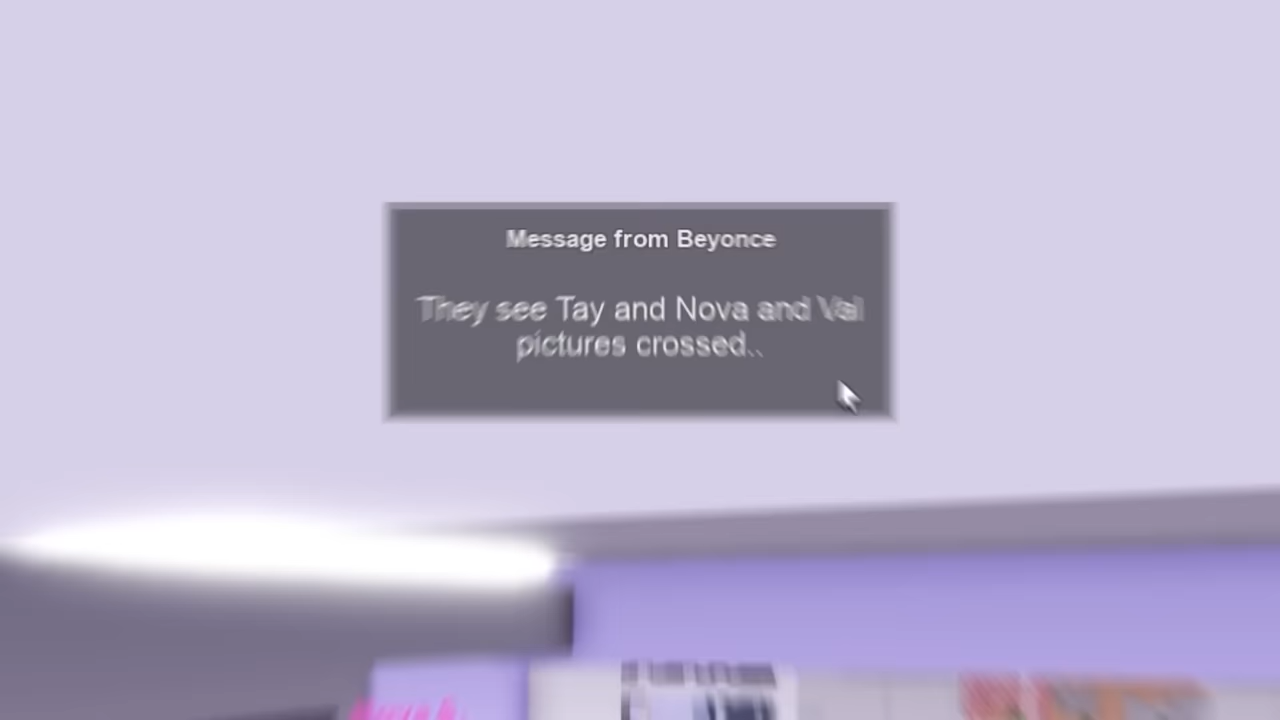 Message from Beyonce
They see Tay and Nova and Val
pictures crossed..